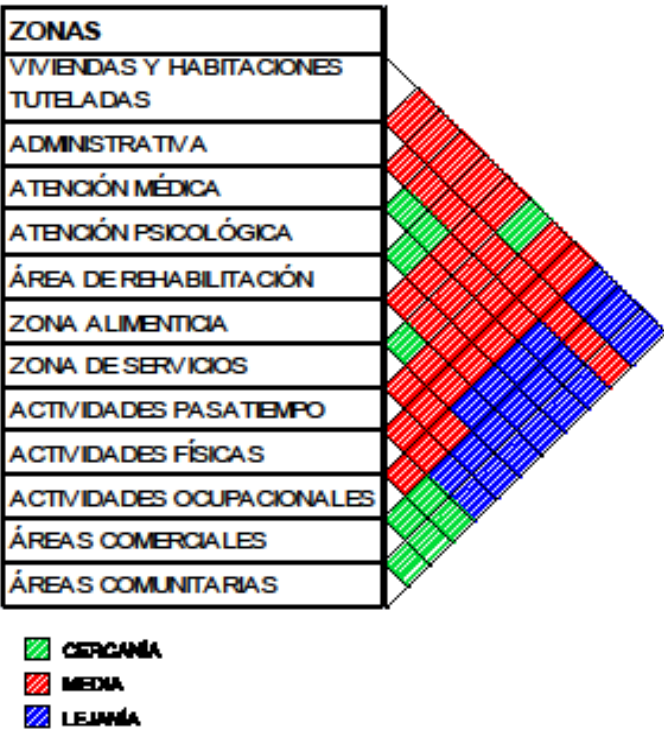 ZONAS
VIVIENDAS Y HABITACIONES
TUTELADAS
ADMINISTRATIVA
ATENCIÓN MÉDICA
ATENCIÓN PSICOLÓGICA
ÁREA DE REHABILITACIÓN
ZONA ALIMENTICIA
ZONA DE SERVICIOS
ACTIVIDADES PASATIEMPO
ACTIVIDADES FÍSICAS
ACTIVIDADES OCUPACIONALES
ÁREAS COMERCIALES
ÁREAS COMUNITARIAS
CERCANÍA
MEDIA
LEJANÍA